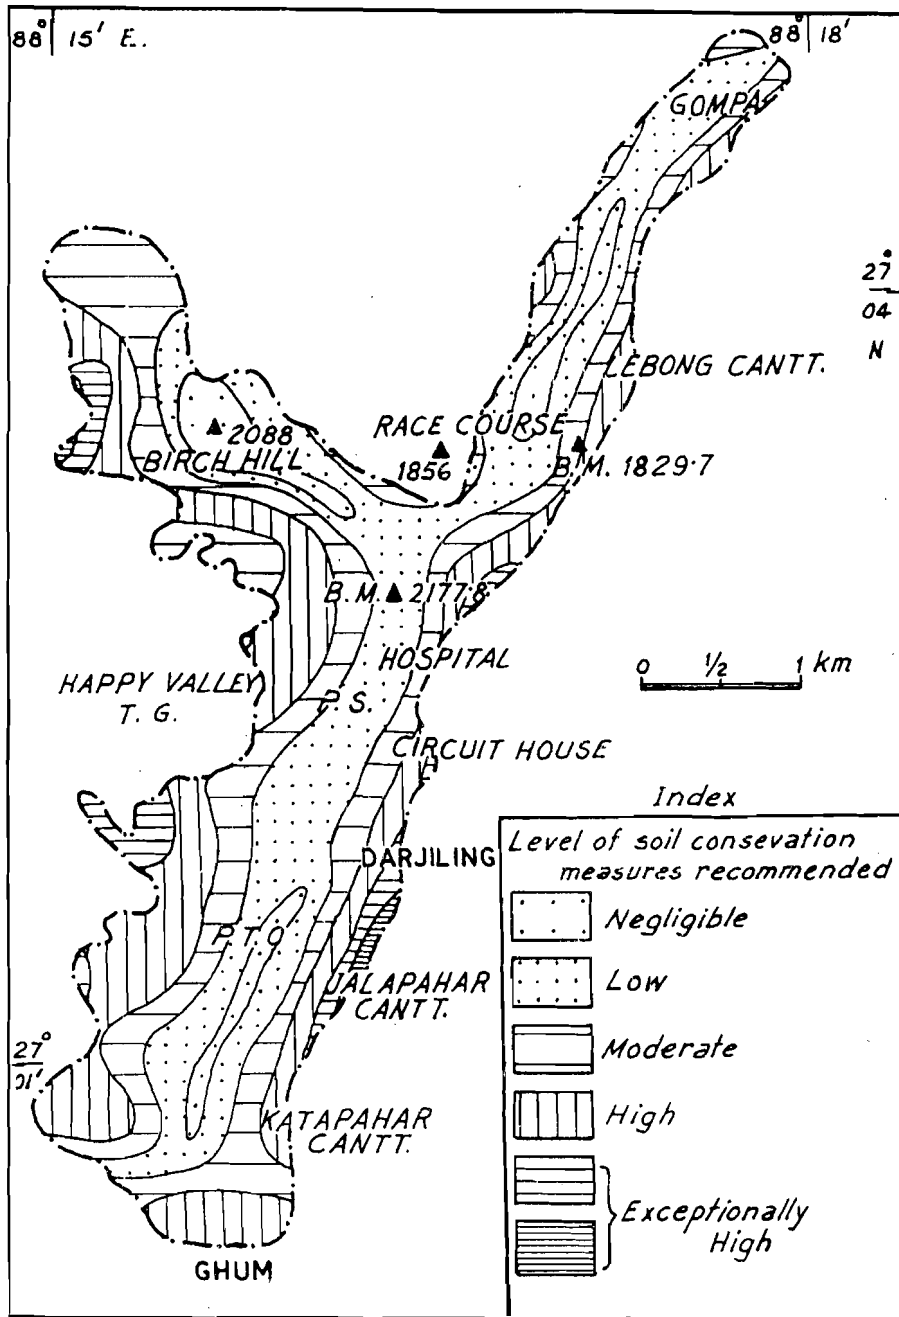 88° 15' E.
88° 18'
GOMPA
27°
04
N
LEBONG CANTT.
RACE COURSE
2088
1856
BIRCH HILL
B.M. 1829·7
B.M. 2177·8
0 1/2 1 km
HOSPITAL
HAPPY VALLEY
T. G.
P. S.
CIRCUIT HOUSE
Index
DARJILING
Level of soil consevation
measures recommended
Negligible
P.T.O
JALAPAHAR
CANTT.
Low
27°
01'
Moderate
KATAPAHAR
CANTT.
High
Exceptionally
High
GHUM